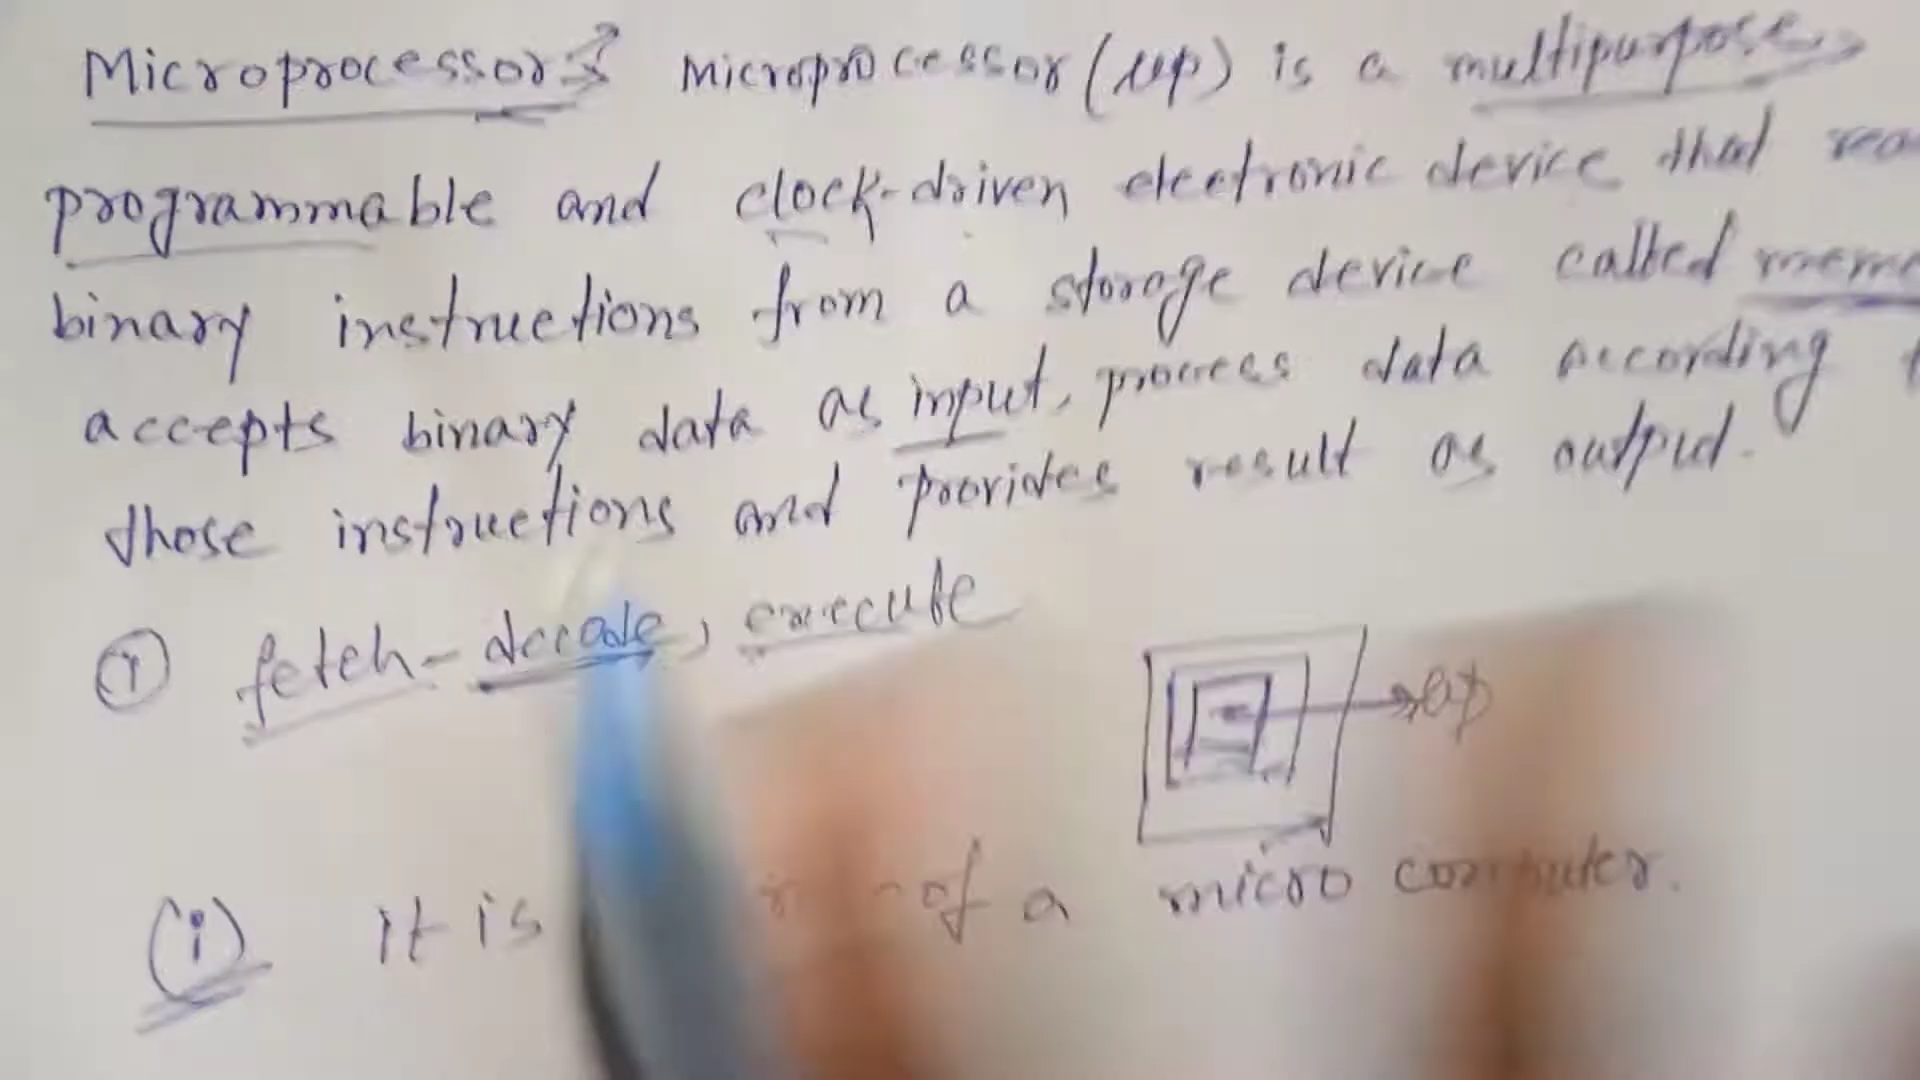 Microprocessor → Microprocessor (μp) is a multipurpose,
programmable and clock-driven electronic device that
binary instructions from a storage device called
accepts binary data as input, process data according
those instructions and provides result as output.
① fetch - decode, execute
μp
(i) it is of a micro computer.